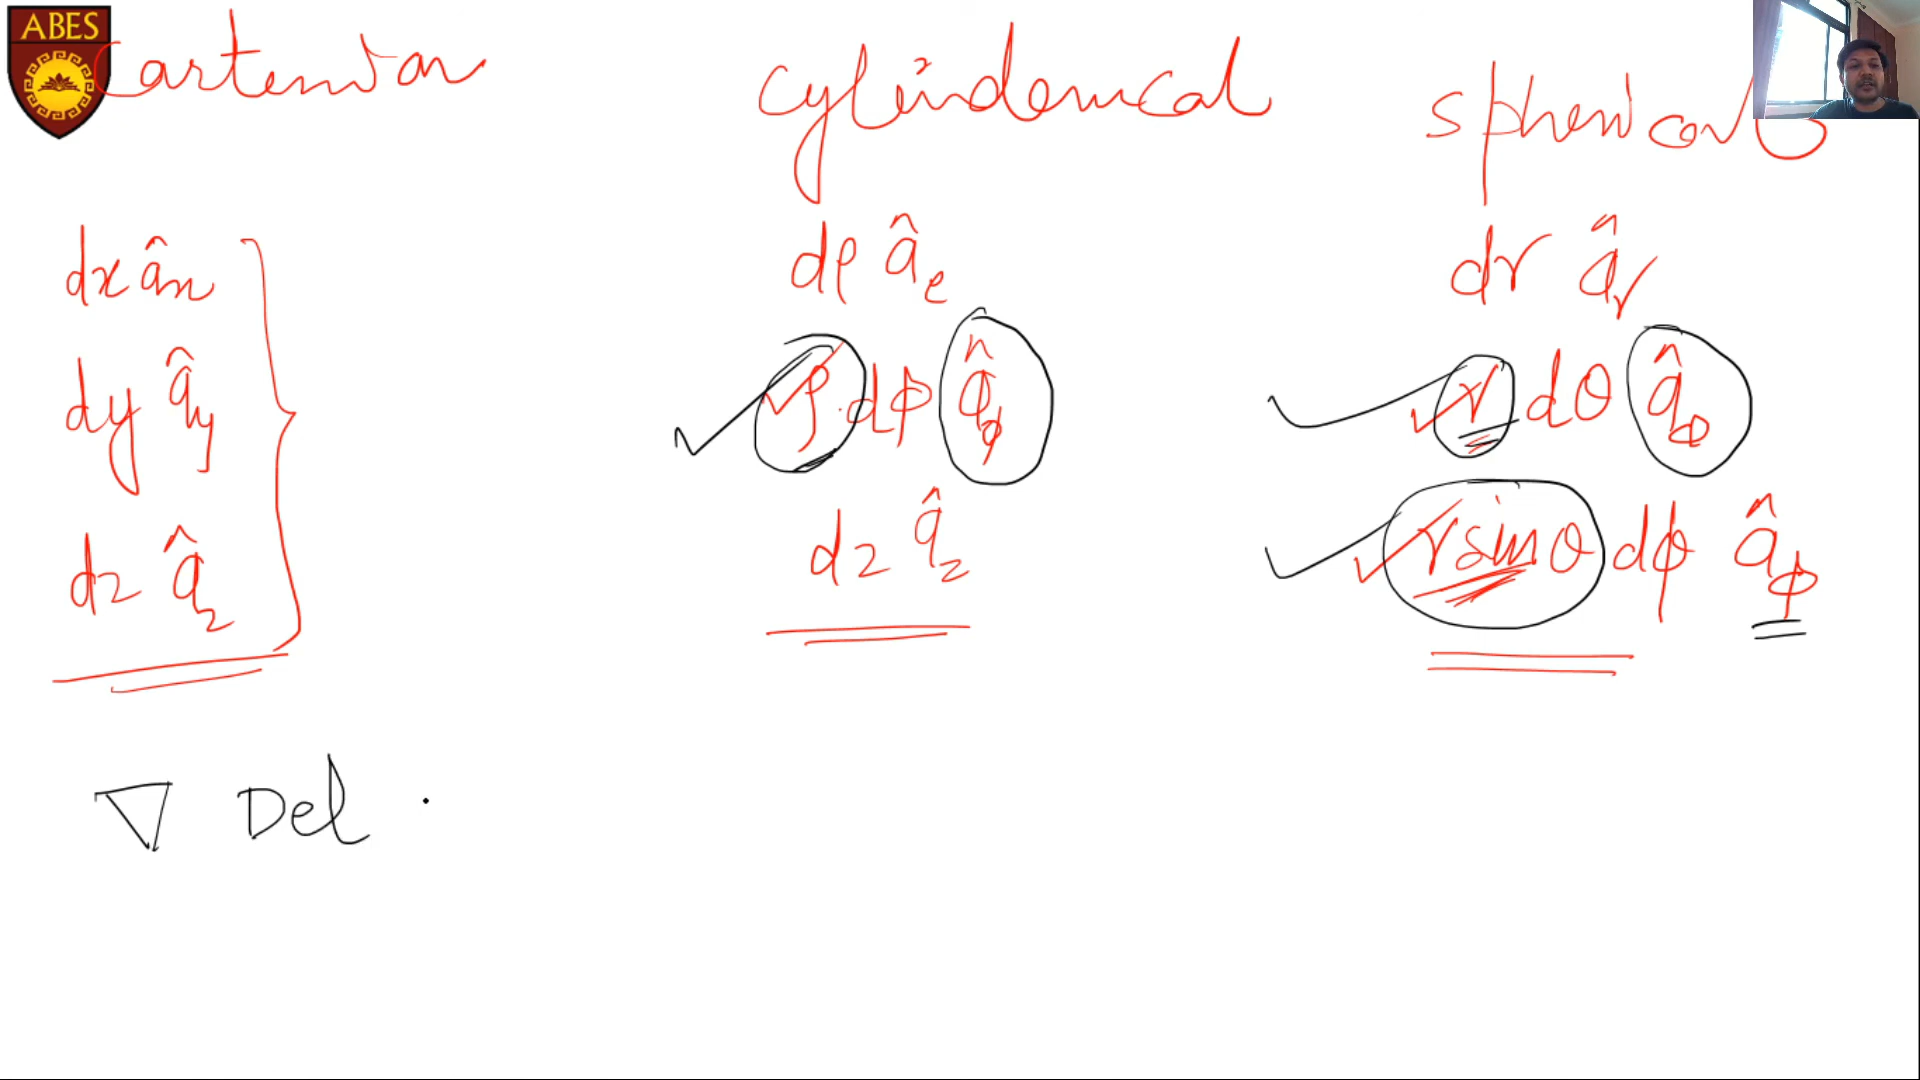 ABES
Cartesian cylinderical spherical
dx âx dρ âρ dr âr
dy ây ρ dϕ âϕ r dθ âθ
dz âz dz âz r sinθ dϕ âϕ
∇ Del .